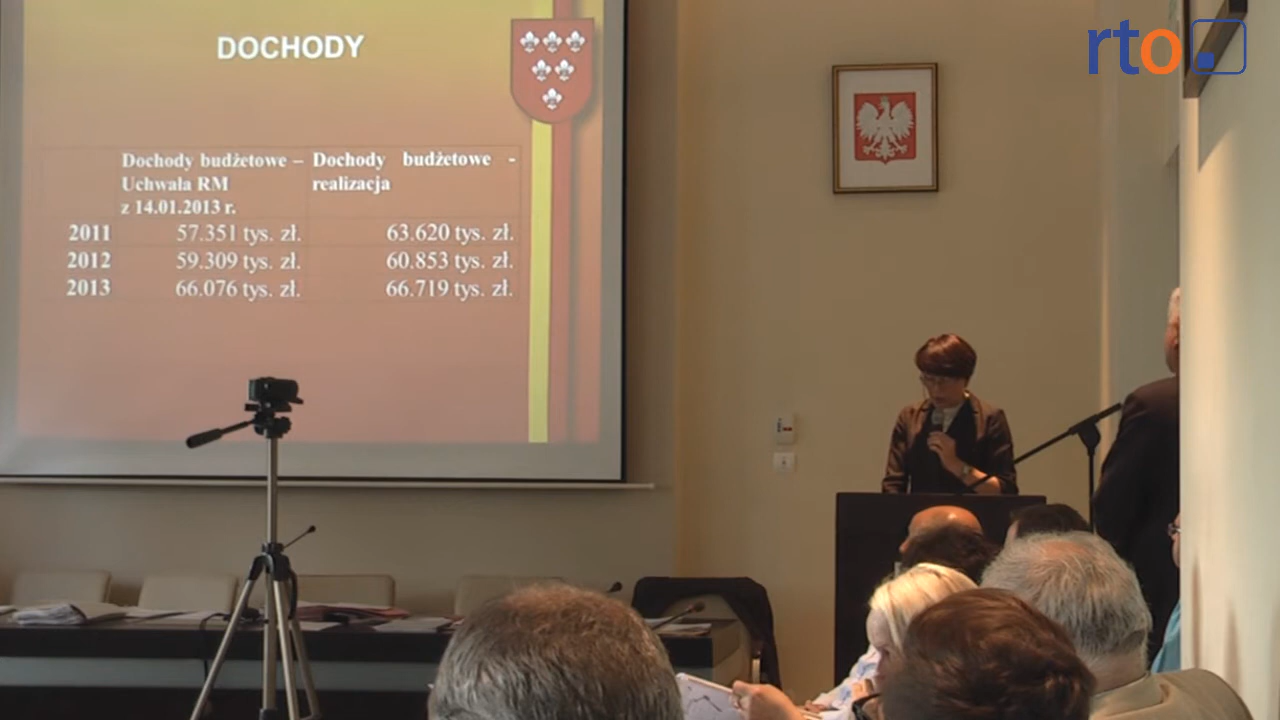 rto
DOCHODY
Dochody budżetowe – Dochody budżetowe -
Uchwała RM realizacja
z 14.01.2013 r.
2011 57.351 tys. zł. 63.620 tys. zł.
2012 59.309 tys. zł. 60.853 tys. zł.
2013 66.076 tys. zł. 66.719 tys. zł.